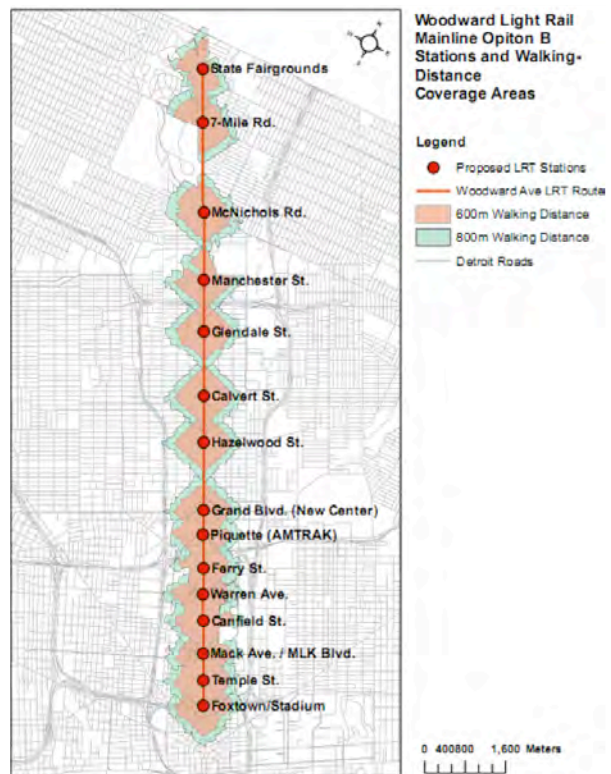 Woodward Light Rail
Mainline Opiton B
Stations and Walking-
Distance
Coverage Areas
Legend
Proposed LRT Stations
Woodward Ave LRT Route
600m Walking Distance
800m Walking Distance
Detroit Roads
State Fairgrounds
7-Mile Rd.
McNichols Rd.
Manchester St.
Glendale St.
Calvert St.
Hazelwood St.
Grand Blvd. (New Center)
Piquette (AMTRAK)
Ferry St.
Warren Ave.
Canfield St.
Mack Ave. / MLK Blvd.
Temple St.
Foxtown/Stadium
0 400800 1,600 Meters